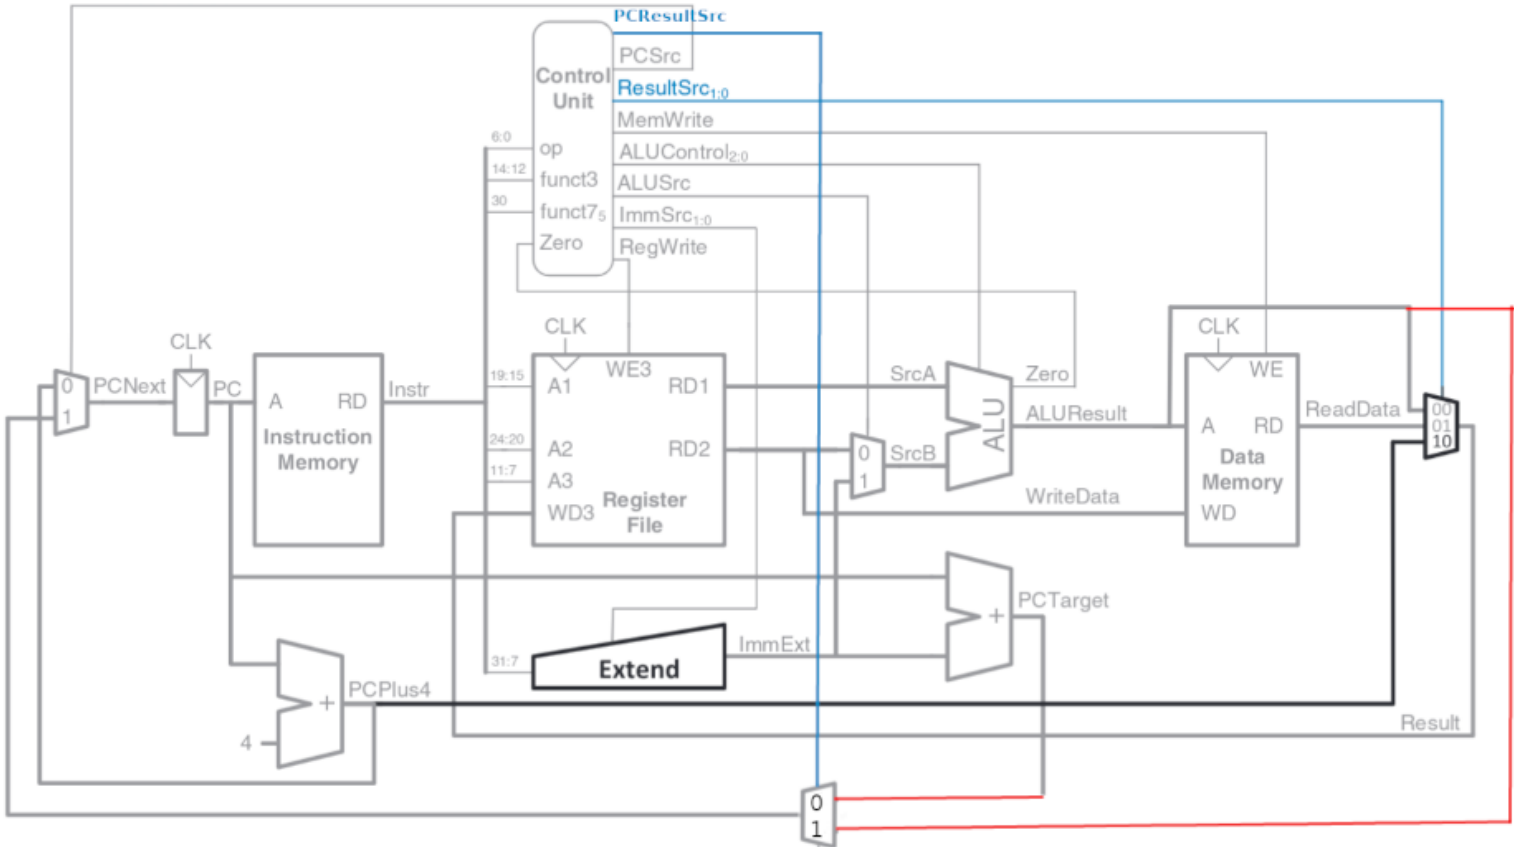 PCResultSrc
PCSrc
Control
Unit
ResultSrc1:0
MemWrite
6:0
op
ALUControl2:0
14:12
funct3
ALUSrc
30
funct75
ImmSrc1:0
Zero
RegWrite
CLK
CLK
CLK
0
1
PCNext
PC
A
RD
Instruction
Memory
Instr
19:15
A1
WE3
RD1
24:20
A2
RD2
11:7
A3
WD3
Register
File
SrcA
0
1
SrcB
ALU
Zero
ALUResult
WE
A
RD
Data
Memory
WriteData
WD
ReadData
00
01
10
+
PCTarget
31:7
Extend
ImmExt
PCPlus4
+
4
Result
0
1